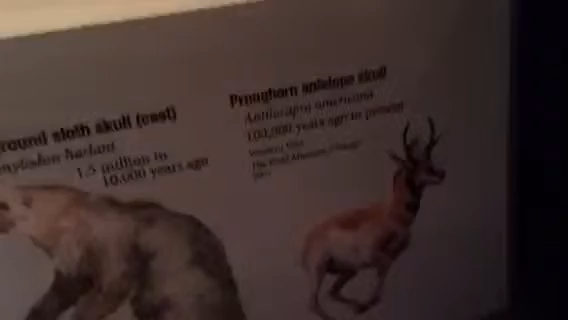 round sloth skull (cast)
mylodon harlani
1.5 million to
10,000 years ago
Pronghorn antelope skull
Antilocapra americana
100,000 years ago to present